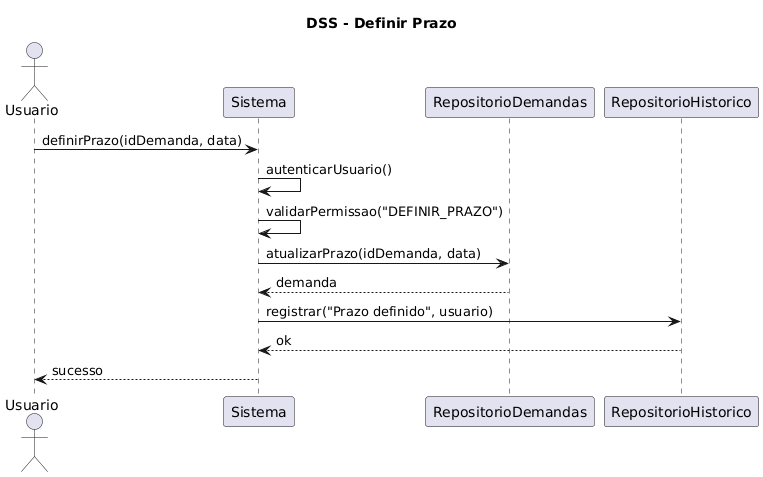 DSS - Definir Prazo
Usuario
Sistema
RepositorioDemandas
RepositorioHistorico
definirPrazo(idDemanda, data)
autenticarUsuario()
validarPermissao("DEFINIR_PRAZO")
atualizarPrazo(idDemanda, data)
demanda
registrar("Prazo definido", usuario)
ok
sucesso
Usuario
Sistema
RepositorioDemandas
RepositorioHistorico